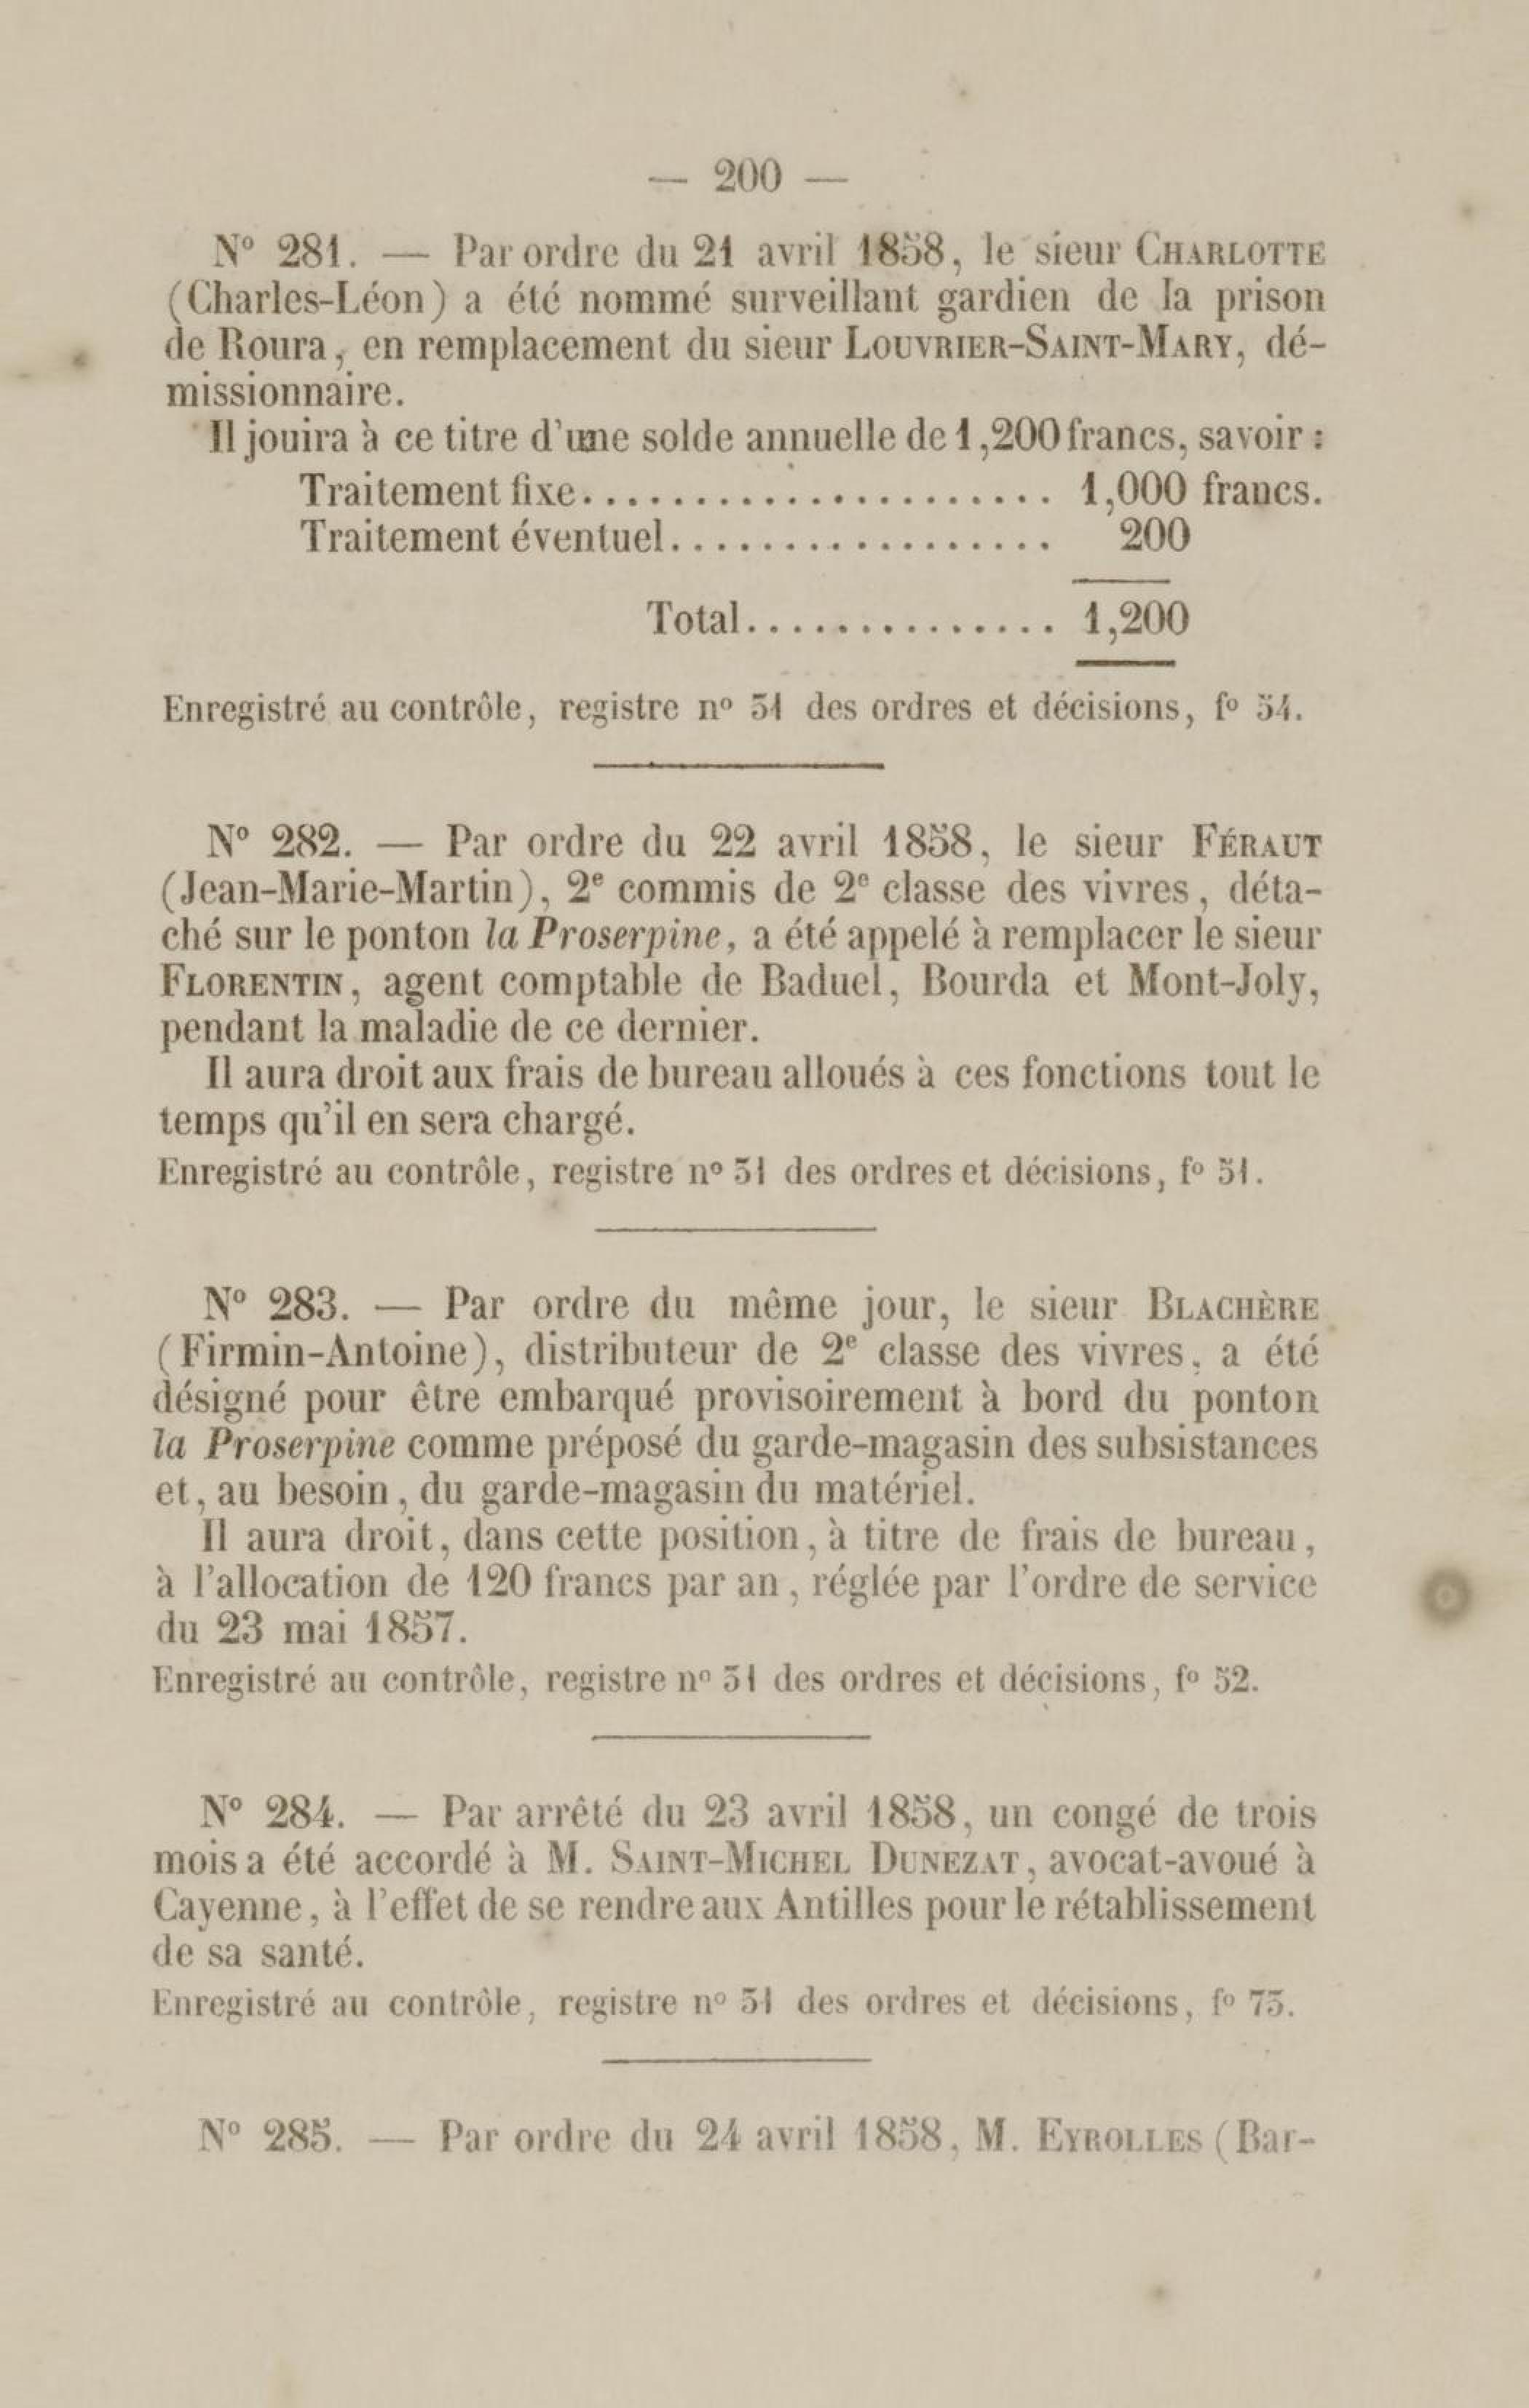 — 200 —
N° 281. — Par ordre du 21 avril 1858, le sieur CHARLOTTE
(Charles-Léon) a été nommé surveillant gardien de la prison
de Roura, en remplacement du sieur LOUVRIER-SAINT-MARY, dé-
missionnaire.
Il jouira à ce titre d'une solde annuelle de 1,200 francs, savoir :
Traitement fixe..................... 1,000 francs.
Traitement éventuel................. 200
Total.............. 1,200
Enregistré au contrôle, registre n° 31 des ordres et décisions, f° 54.
N° 282. — Par ordre du 22 avril 1858, le sieur FÉRAUT
(Jean-Marie-Martin), 2e commis de 2e classe des vivres, déta-
ché sur le ponton la Proserpine, a été appelé à remplacer le sieur
FLORENTIN, agent comptable de Baduel, Bourda et Mont-Joly,
pendant la maladie de ce dernier.
Il aura droit aux frais de bureau alloués à ces fonctions tout le
temps qu'il en sera chargé.
Enregistré au contrôle, registre n° 31 des ordres et décisions, f° 51.
N° 283. — Par ordre du même jour, le sieur BLACHÈRE
(Firmin-Antoine), distributeur de 2e classe des vivres, a été
désigné pour être embarqué provisoirement à bord du ponton
la Proserpine comme préposé du garde-magasin des subsistances
et, au besoin, du garde-magasin du matériel.
Il aura droit, dans cette position, à titre de frais de bureau,
à l'allocation de 120 francs par an, réglée par l'ordre de service
du 23 mai 1857.
Enregistré au contrôle, registre n° 31 des ordres et décisions, f° 52.
N° 284. — Par arrêté du 23 avril 1858, un congé de trois
mois a été accordé à M. SAINT-MICHEL DUNEZAT, avocat-avoué à
Cayenne, à l'effet de se rendre aux Antilles pour le rétablissement
de sa santé.
Enregistré au contrôle, registre n° 31 des ordres et décisions, f° 75.
N° 285. — Par ordre du 24 avril 1858, M. EYROLLES (Bar-